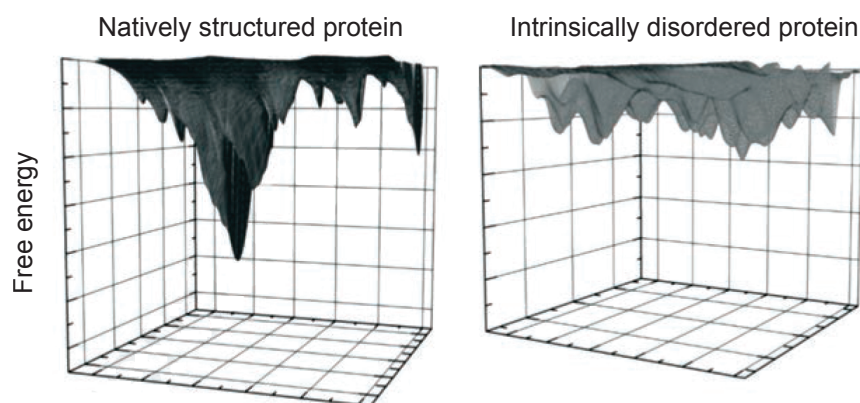 Natively structured protein
Intrinsically disordered protein
Free energy